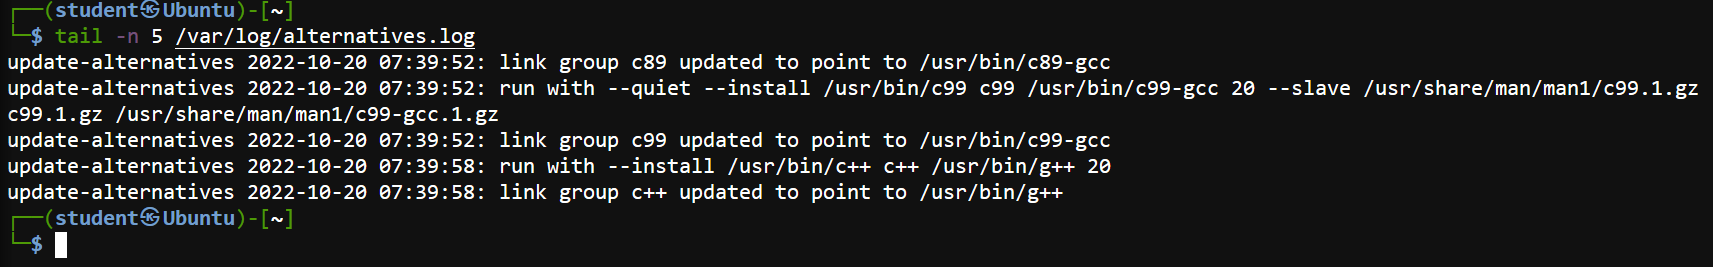 ┌──(student㉿Ubuntu)-[~]
└─$ tail -n 5 /var/log/alternatives.log
update-alternatives 2022-10-20 07:39:52: link group c89 updated to point to /usr/bin/c89-gcc
update-alternatives 2022-10-20 07:39:52: run with --quiet --install /usr/bin/c99 c99 /usr/bin/c99-gcc 20 --slave /usr/share/man/man1/c99.1.gz
c99.1.gz /usr/share/man/man1/c99-gcc.1.gz
update-alternatives 2022-10-20 07:39:52: link group c99 updated to point to /usr/bin/c99-gcc
update-alternatives 2022-10-20 07:39:58: run with --install /usr/bin/c++ c++ /usr/bin/g++ 20
update-alternatives 2022-10-20 07:39:58: link group c++ updated to point to /usr/bin/g++
┌──(student㉿Ubuntu)-[~]
└─$